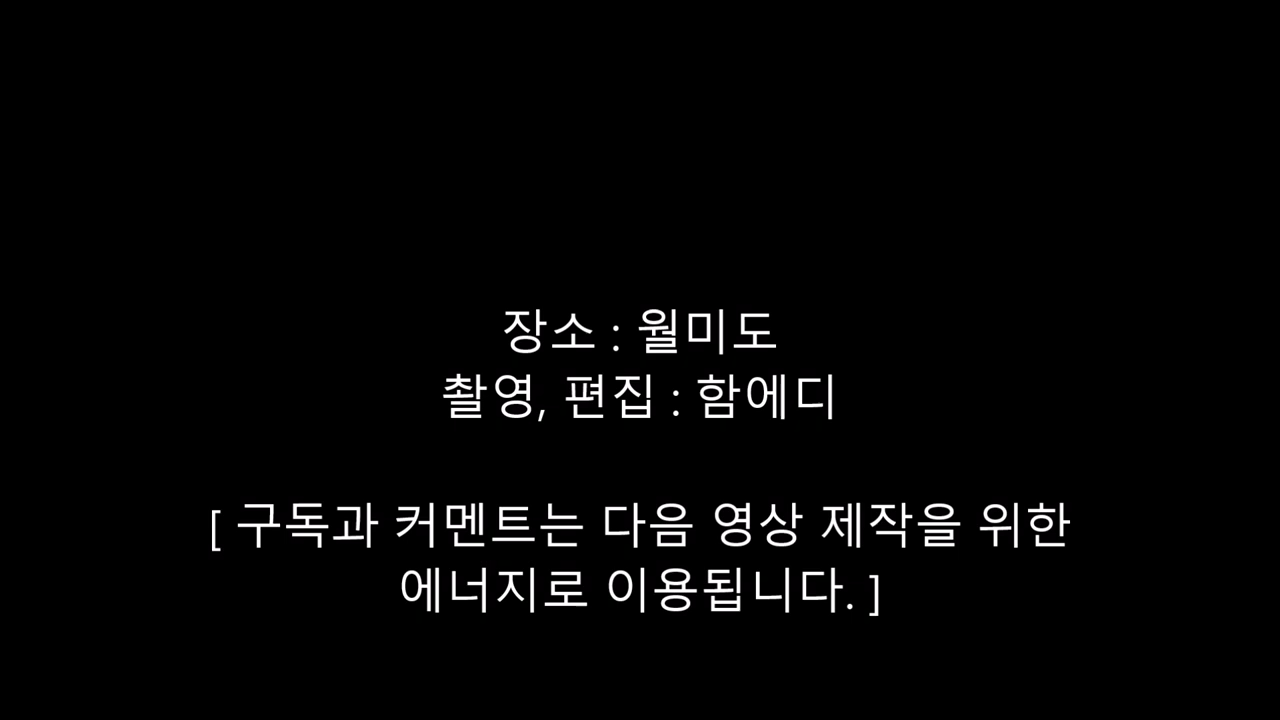 장소 : 월미도
촬영, 편집 : 함에디
[ 구독과 커멘트는 다음 영상 제작을 위한
에너지로 이용됩니다. ]